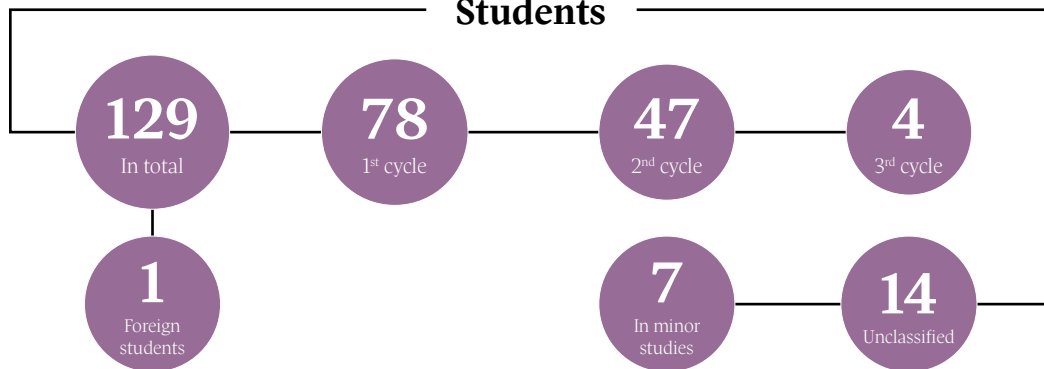 Students
129
In total
78
1st cycle
47
2nd cycle
4
3rd cycle
1
Foreign
students
7
In minor
studies
14
Unclassified